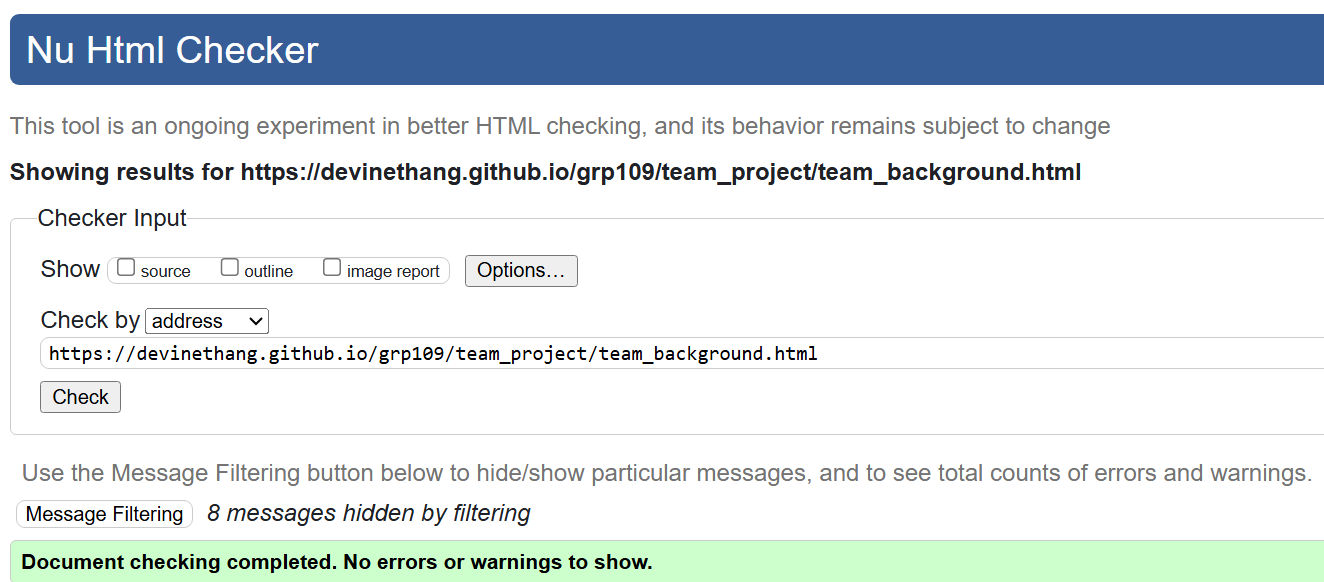 Nu Html Checker
This tool is an ongoing experiment in better HTML checking, and its behavior remains subject to change
Showing results for https://devinethang.github.io/grp109/team_project/team_background.html
Checker Input
Show source outline image report Options…
Check by address
https://devinethang.github.io/grp109/team_project/team_background.html
Check
Use the Message Filtering button below to hide/show particular messages, and to see total counts of errors and warnings.
Message Filtering 8 messages hidden by filtering
Document checking completed. No errors or warnings to show.